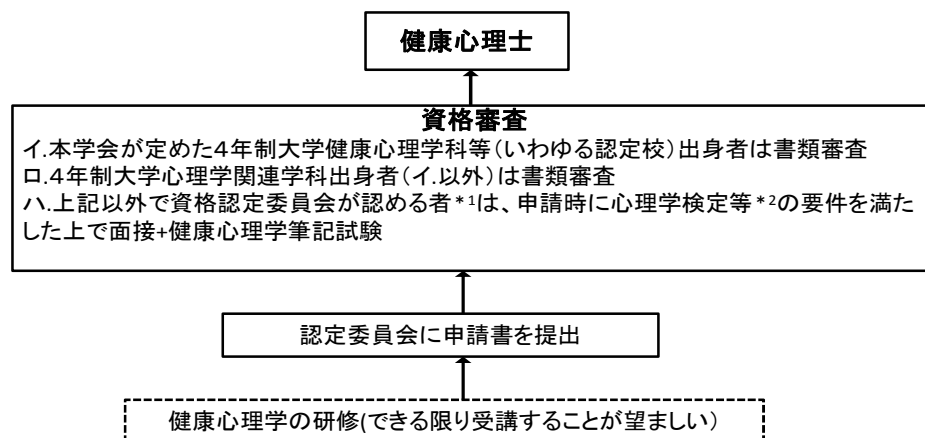 健康心理士
資格審査
イ.本学会が定めた４年制大学健康心理学科等（いわゆる認定校）出身者は書類審査
ロ.４年制大学心理学関連学科出身者（イ.以外）は書類審査
ハ.上記以外で資格認定委員会が認める者*1は、申請時に心理学検定等*2の要件を満た
した上で面接+健康心理学筆記試験
認定委員会に申請書を提出
健康心理学の研修(できる限り受講することが望ましい）